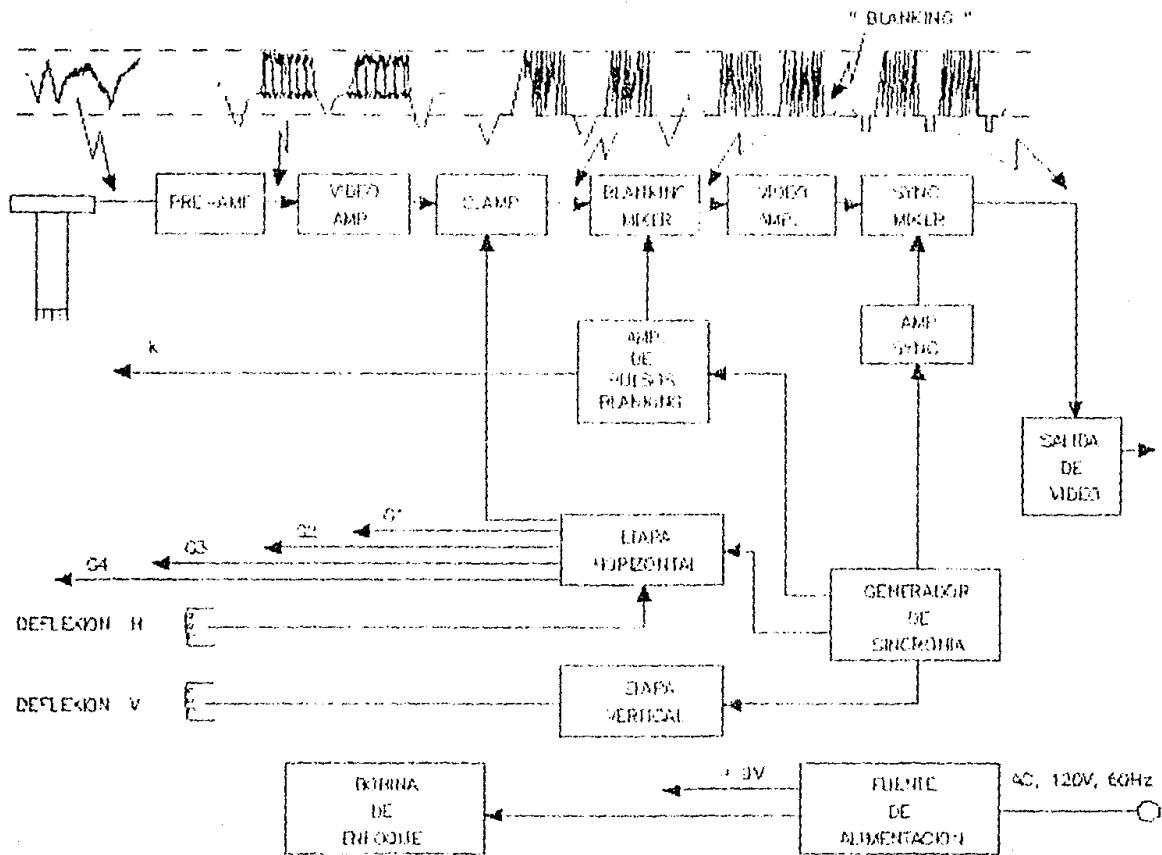 " BLANKING "
PRE-AMP
VIDEO
AMP.
CLAMP
BLANKING
MIXER
VIDEO
AMP.
SYNC
MIXER
AMP
SYNC
K
AMP.
DE
PULSOS
BLANKING
SALIDA
DE
VIDEO
G1
G2
G3
G4
ETAPA
HORIZONTAL
GENERADOR
DE
SINCRONIA
DEFLEXION H
DEFLEXION V
ETAPA
VERTICAL
BOBINA
DE
ENFOQUE
FUENTE
DE
ALIMENTACION
AC, 120V, 60Hz